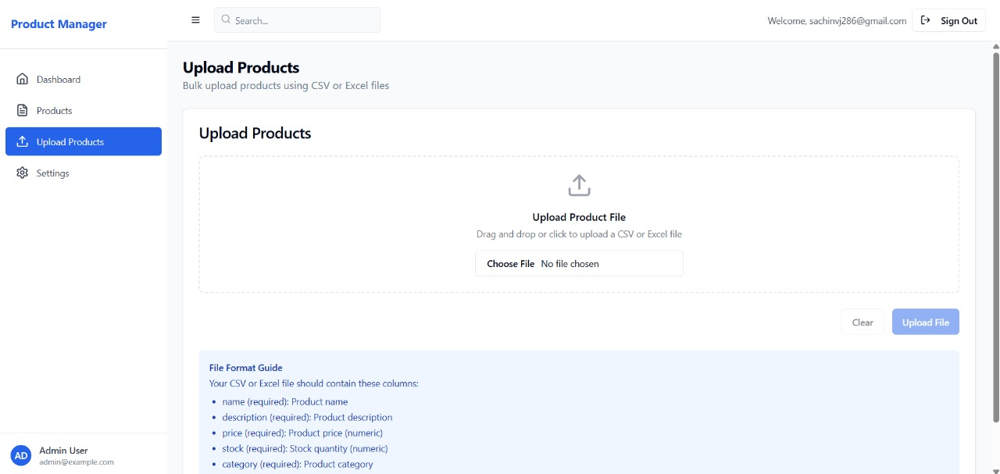 Product Manager
Search...
Welcome, sachinvj286@gmail.com
Sign Out
Dashboard
Products
Upload Products
Settings
Upload Products
Bulk upload products using CSV or Excel files
Upload Products
Upload Product File
Drag and drop or click to upload a CSV or Excel file
Choose File No file chosen
Clear
Upload File
File Format Guide
Your CSV or Excel file should contain these columns:
• name (required): Product name
• description (required): Product description
• price (required): Product price (numeric)
• stock (required): Stock quantity (numeric)
• category (required): Product category
AD
Admin User
admin@example.com